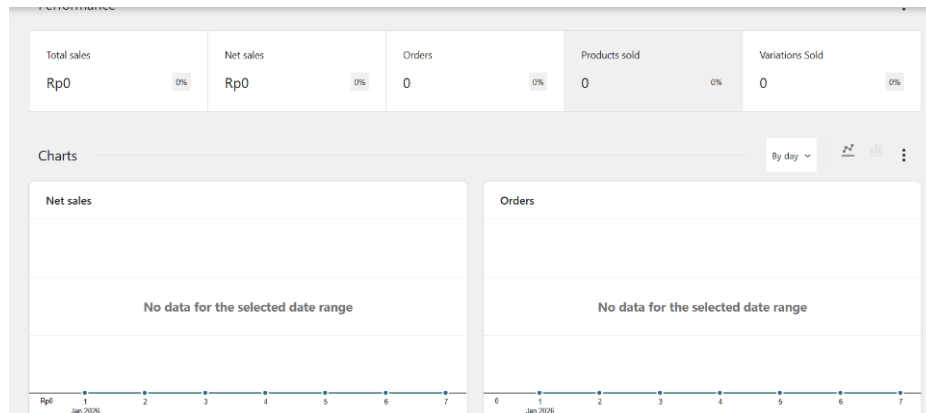 Performance
Total sales
Net sales
Orders
Products sold
Variations Sold
Rp0
0%
Rp0
0%
0
0%
0
0%
0
0%
Charts
By day
Net sales
Orders
No data for the selected date range
No data for the selected date range
Rp0 1 2 3 4 5 6 7
Jan 2026
0 1 2 3 4 5 6 7
Jan 2026